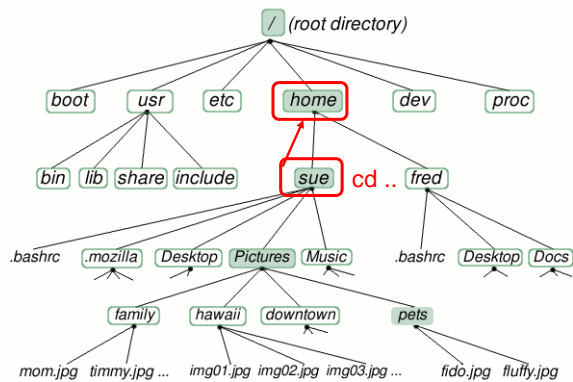 / (root directory)
boot usr etc home dev proc
bin lib share include sue cd .. fred
.bashrc .mozilla Desktop Pictures Music .bashrc Desktop Docs
family hawaii downtown pets
mom.jpg timmy.jpg ... img01.jpg img02.jpg img03.jpg ... fido.jpg fluffy.jpg